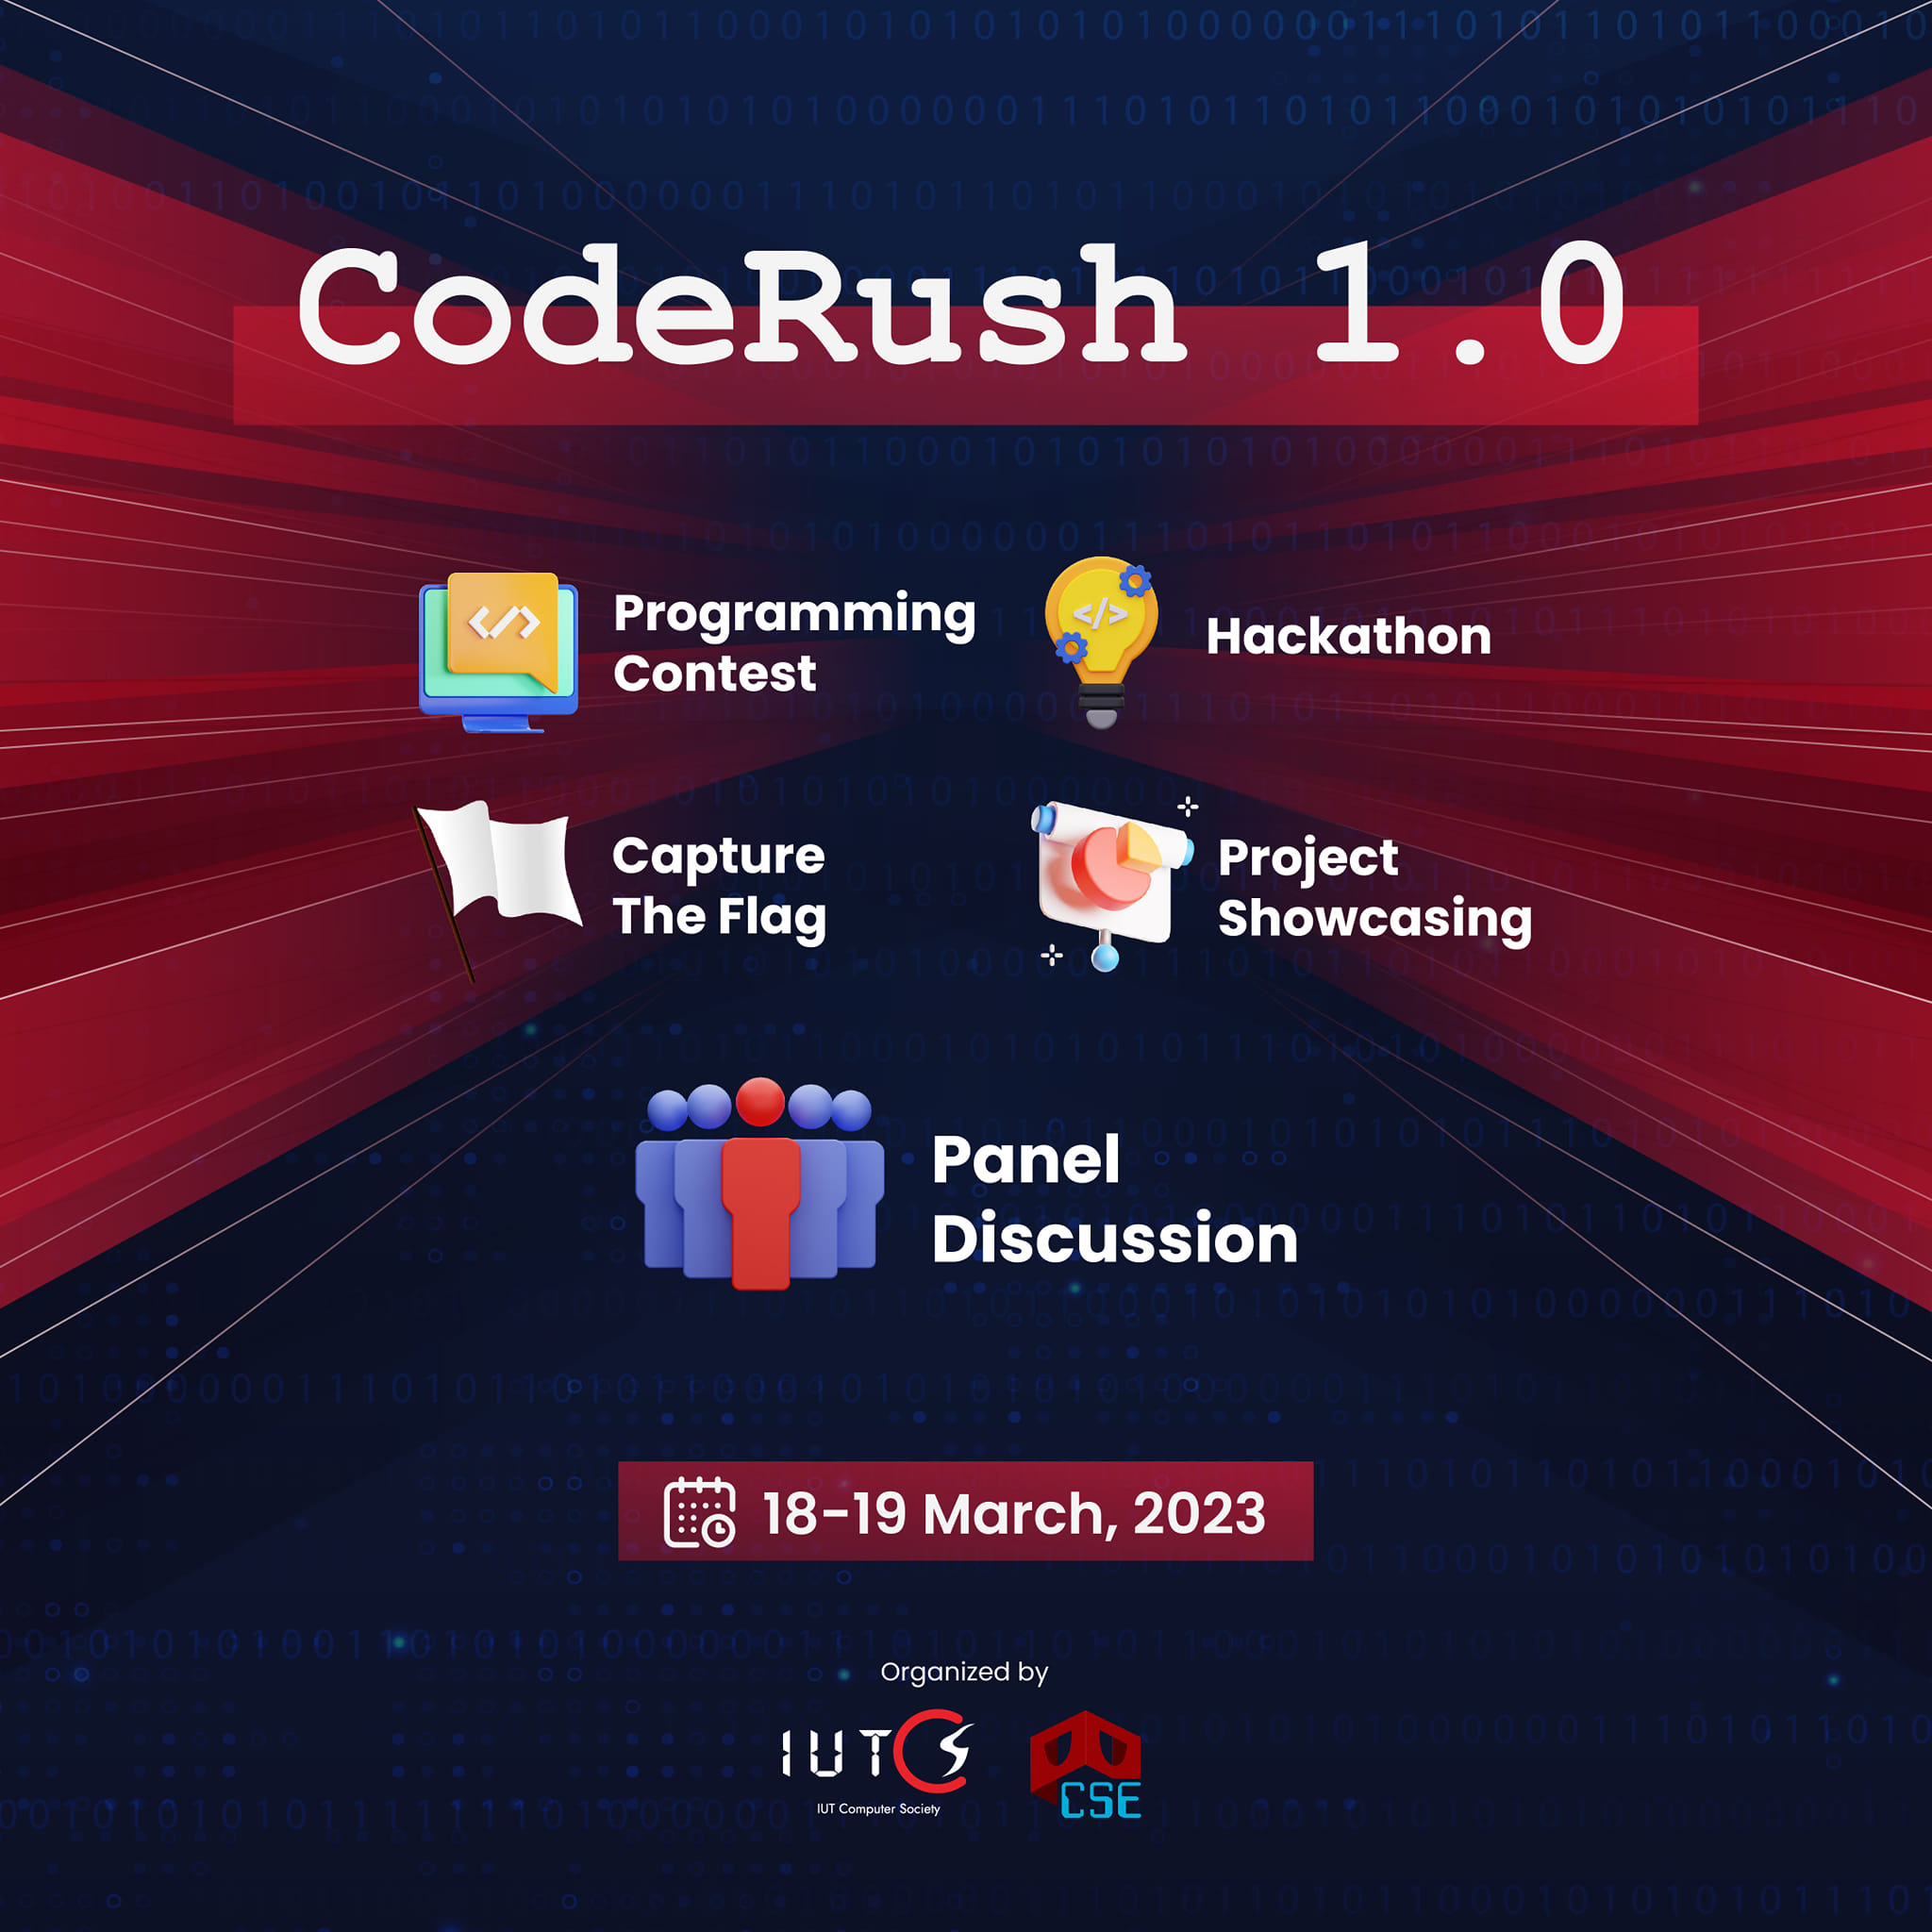 CodeRush 1.0
Programming
Contest
Hackathon
Capture
The Flag
Project
Showcasing
Panel
Discussion
18-19 March, 2023
Organized by
IUTCS
IUT Computer Society
CSE